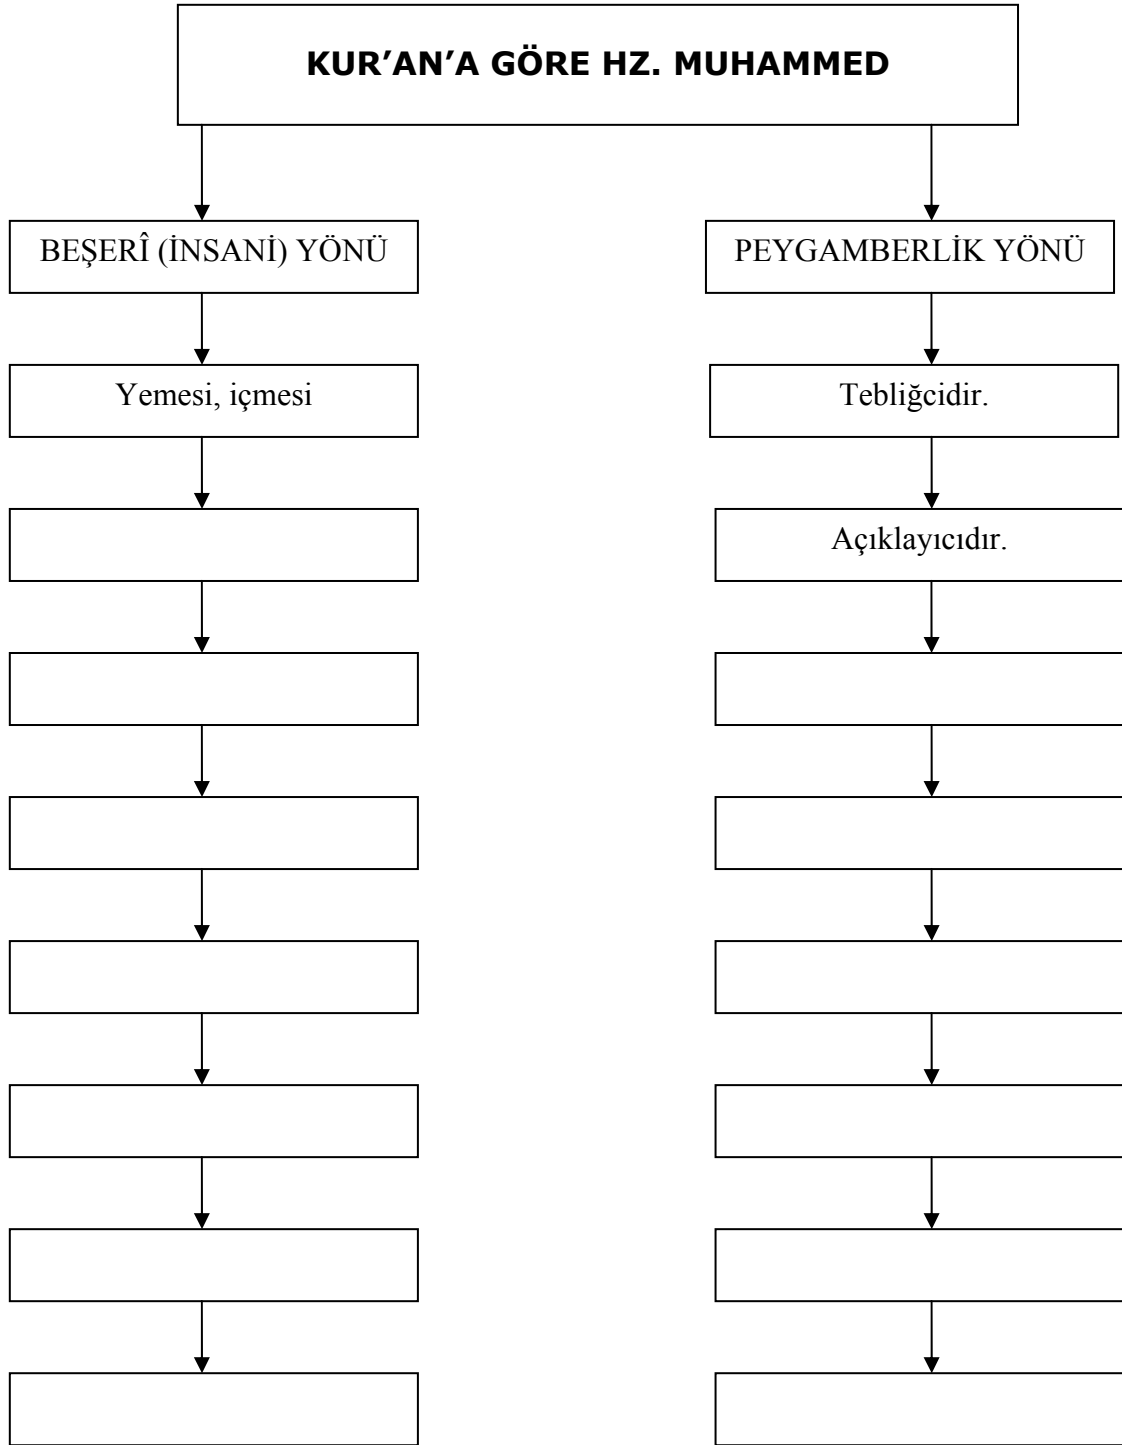 KUR’AN’A GÖRE HZ. MUHAMMED
BEŞERÎ (İNSANİ) YÖNÜ
PEYGAMBERLİK YÖNÜ
Yemesi, içmesi
Tebliğcidir.
Açıklayıcıdır.